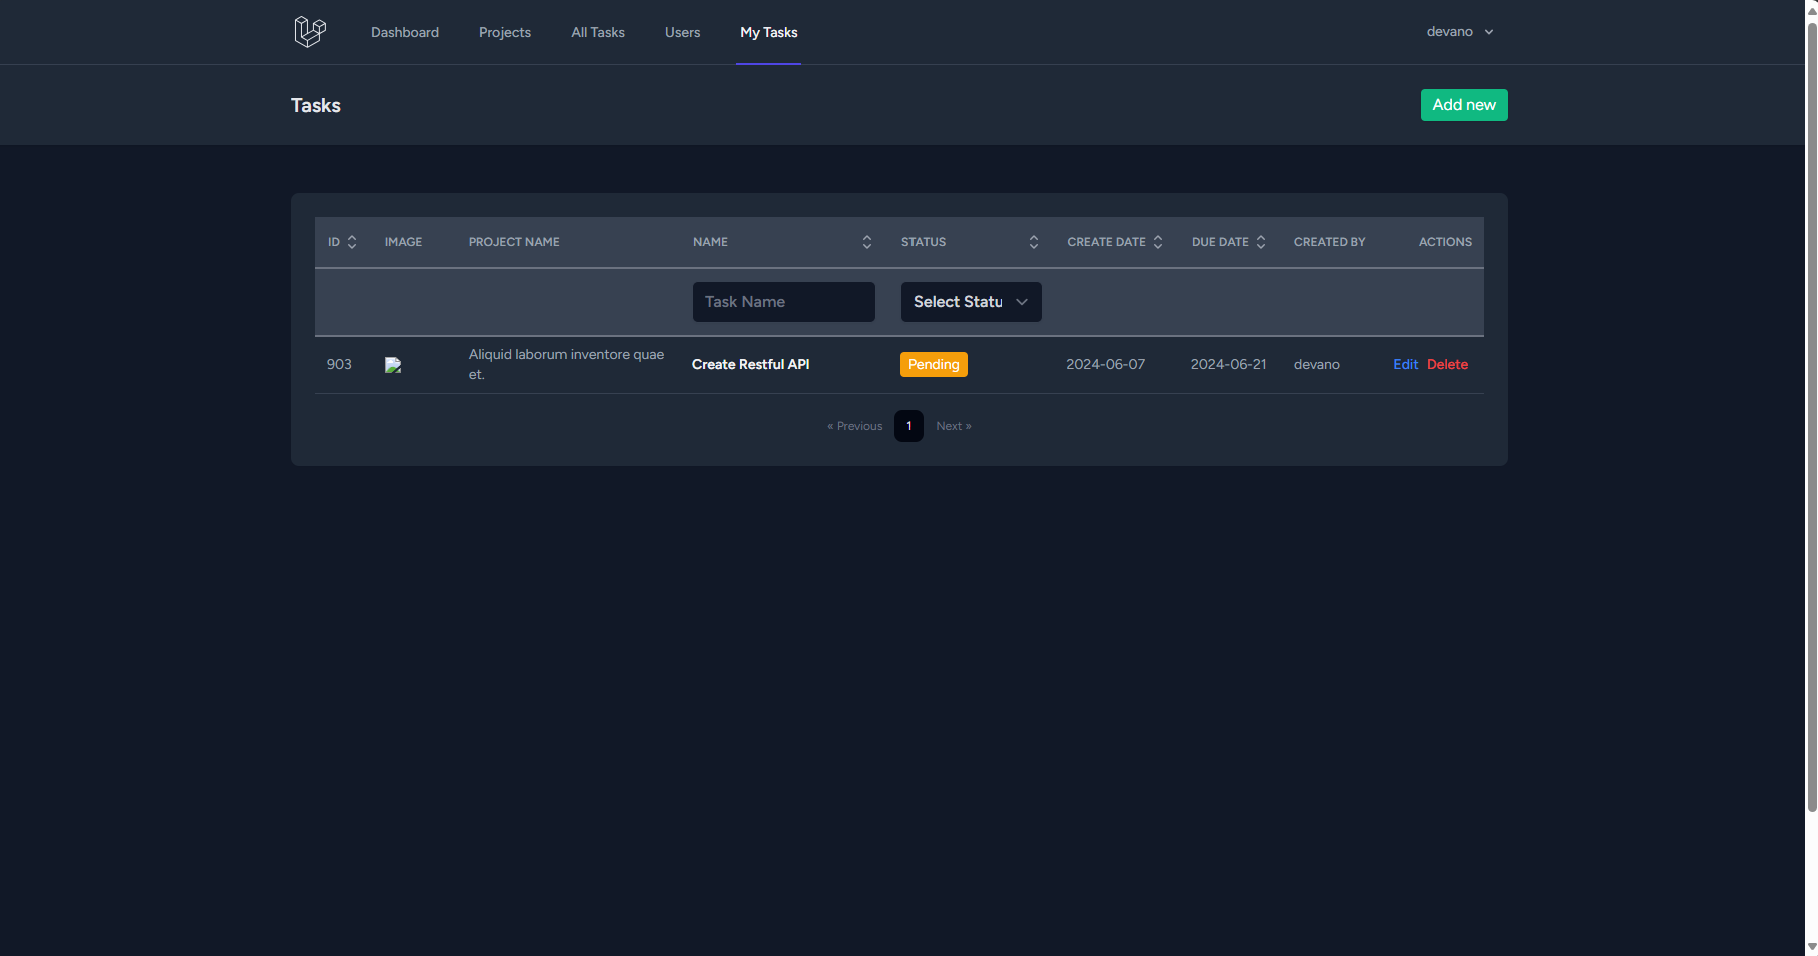 Dashboard Projects All Tasks Users My Tasks devano
Tasks Add new
ID IMAGE PROJECT NAME NAME STATUS CREATE DATE DUE DATE CREATED BY ACTIONS
Task Name Select Statu
903 Aliquid laborum inventore quae et. Create Restful API Pending 2024-06-07 2024-06-21 devano Edit Delete
« Previous 1 Next »